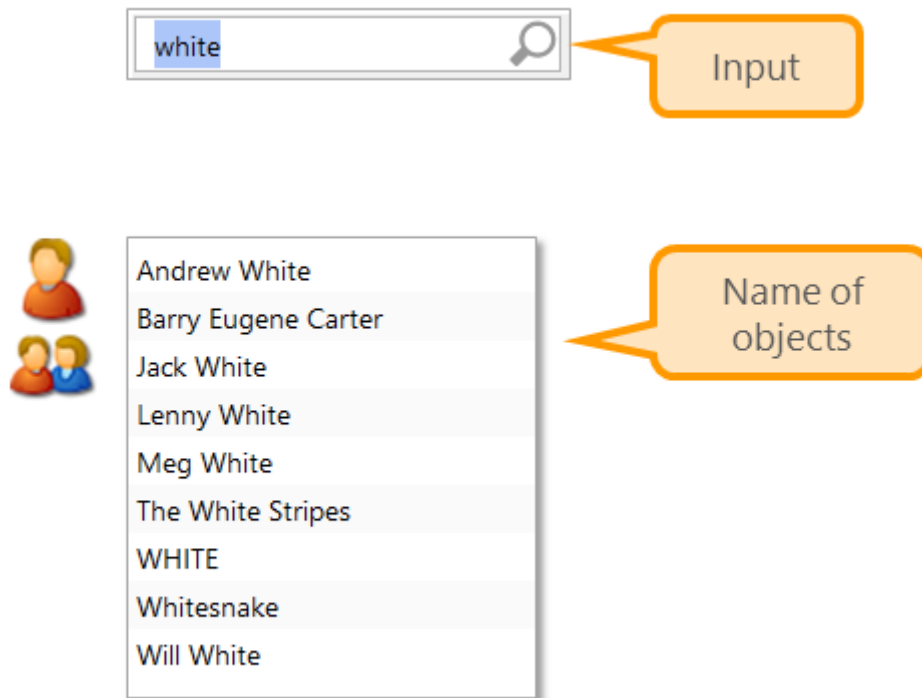 white
Input
Andrew White
Barry Eugene Carter
Jack White
Lenny White
Meg White
The White Stripes
WHITE
Whitesnake
Will White
Name of
objects